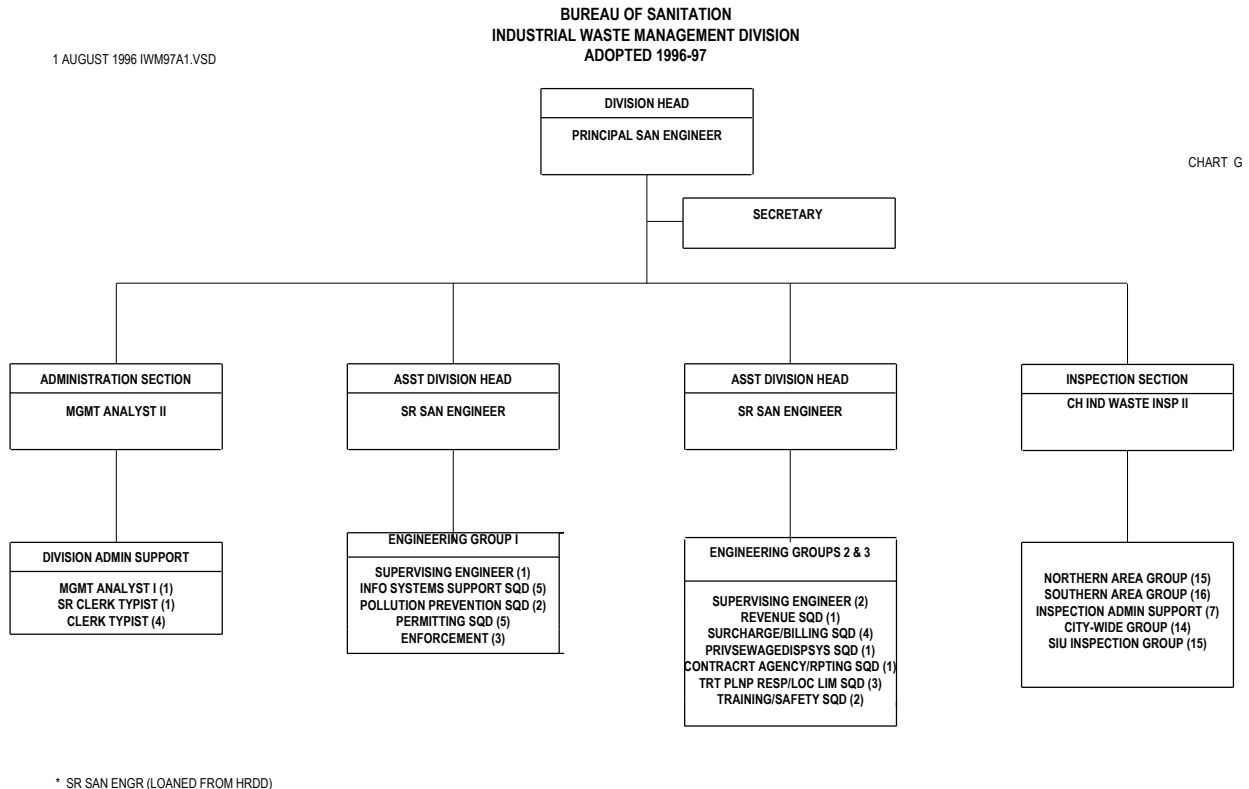 BUREAU OF SANITATION
INDUSTRIAL WASTE MANAGEMENT DIVISION
ADOPTED 1996-97
1 AUGUST 1996 IWM97A1.VSD
DIVISION HEAD
PRINCIPAL SAN ENGINEER
CHART G
SECRETARY
ADMINISTRATION SECTION
MGMT ANALYST II
ASST DIVISION HEAD
SR SAN ENGINEER
ASST DIVISION HEAD
SR SAN ENGINEER
INSPECTION SECTION
CH IND WASTE INSP II
DIVISION ADMIN SUPPORT
MGMT ANALYST I (1)
SR CLERK TYPIST (1)
CLERK TYPIST (4)
ENGINEERING GROUP I
SUPERVISING ENGINEER (1)
INFO SYSTEMS SUPPORT SQD (5)
POLLUTION PREVENTION SQD (2)
PERMITTING SQD (5)
ENFORCEMENT (3)
ENGINEERING GROUPS 2 & 3
SUPERVISING ENGINEER (2)
REVENUE SQD (1)
SURCHARGE/BILLING SQD (4)
PRIVSEWAGEDISPSYS SQD (1)
CONTRACRT AGENCY/RPTING SQD (1)
TRT PLNP RESP/LOC LIM SQD (3)
TRAINING/SAFETY SQD (2)
NORTHERN AREA GROUP (15)
SOUTHERN AREA GROUP (16)
INSPECTION ADMIN SUPPORT (7)
CITY-WIDE GROUP (14)
SIU INSPECTION GROUP (15)
* SR SAN ENGR (LOANED FROM HRDD)